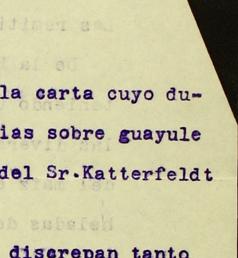 la carta cuyo du-
ias sobre guayule
del Sr.Katterfeldt
discrepan tanto